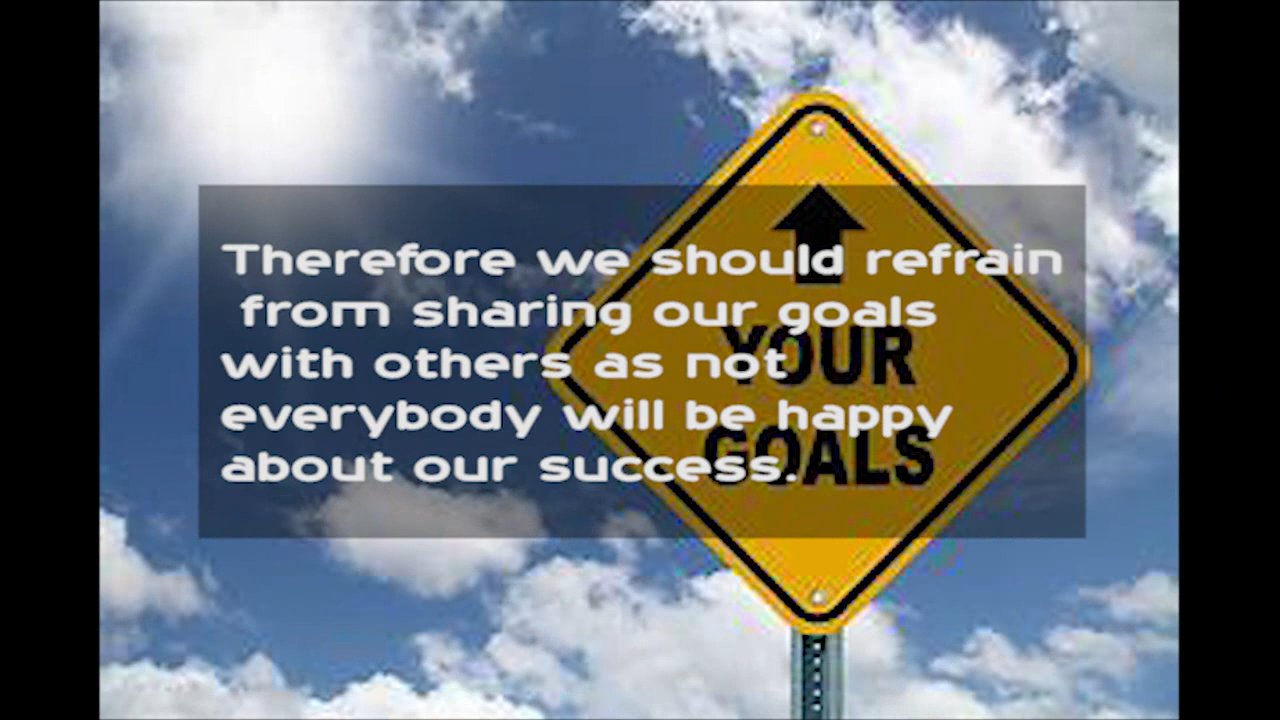 Therefore we should refrain
from sharing our goals
with others as not
everybody will be happy
about our success.
YOUR
GOALS